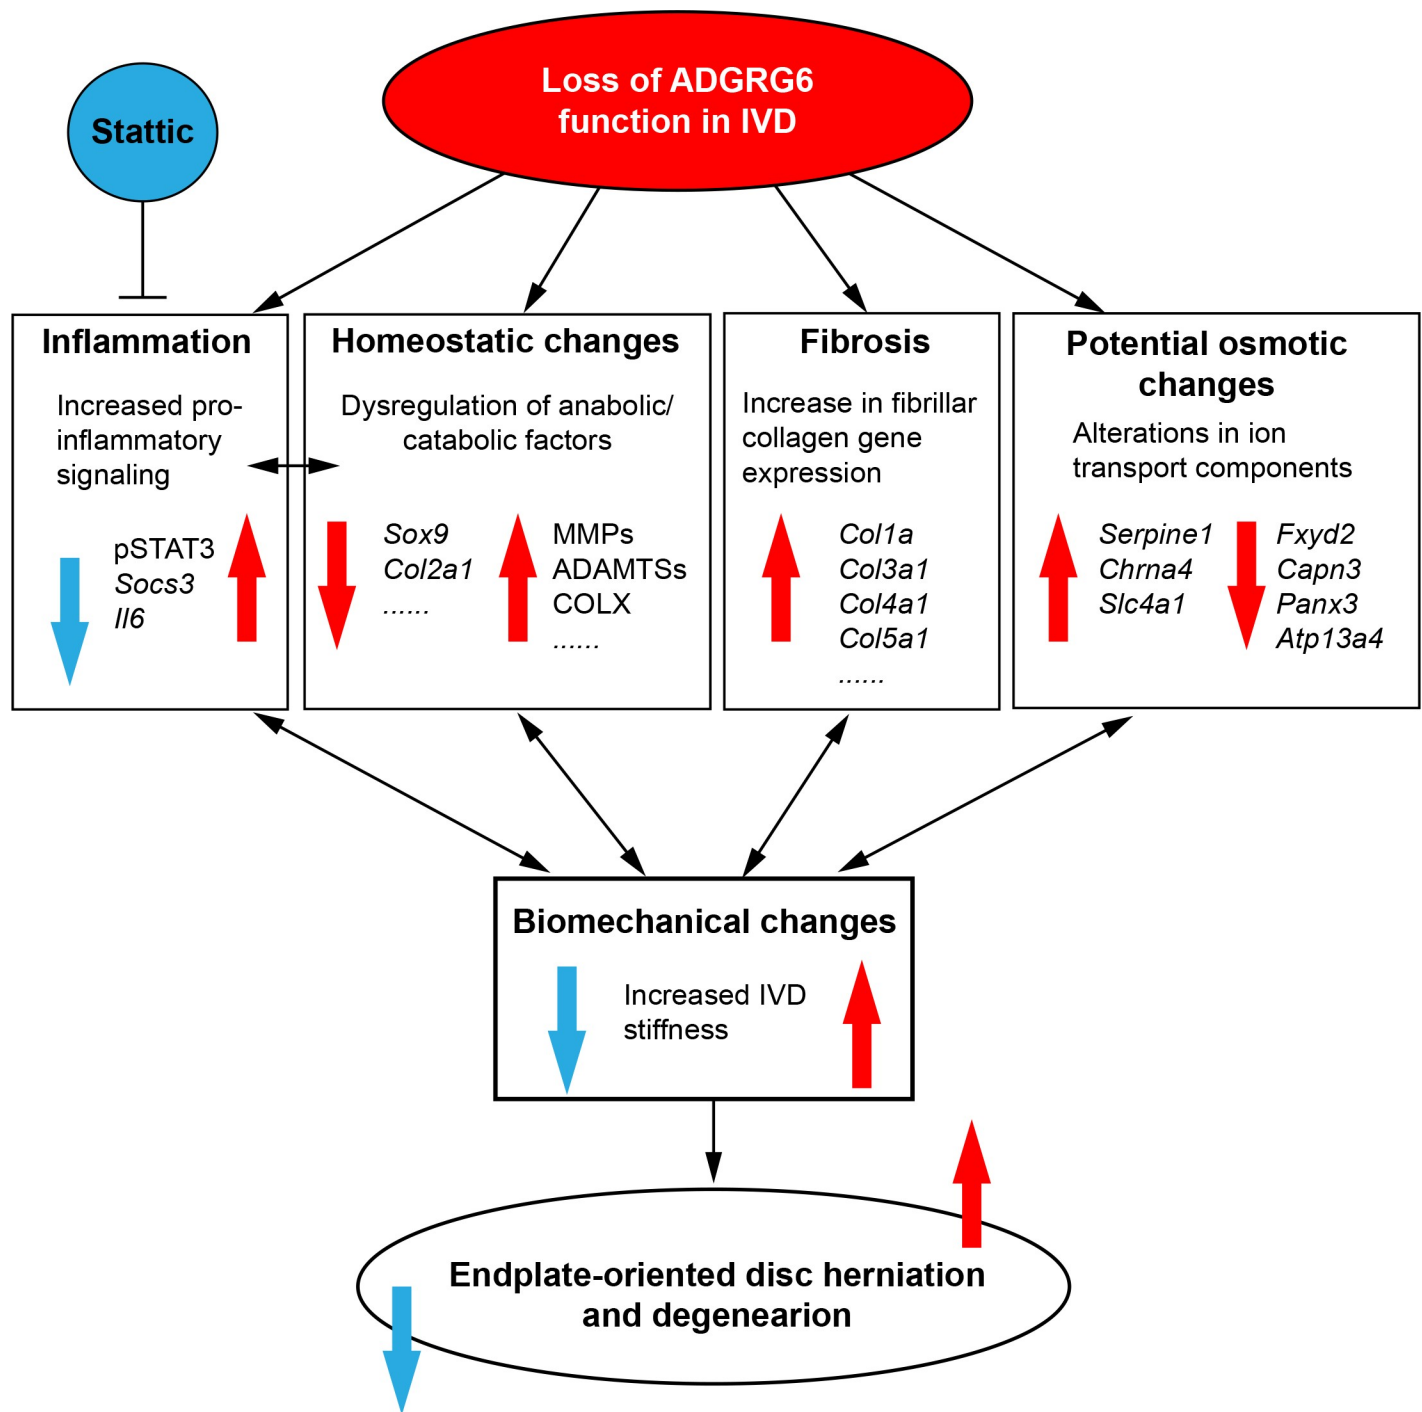 Loss of ADGRG6
function in IVD
Stattic
Inflammation
Increased pro-
inflammatory
signaling
pSTAT3
Socs3
Il6
Homeostatic changes
Dysregulation of anabolic/
catabolic factors
Sox9
Col2a1
......
MMPs
ADAMTSs
COLX
......
Fibrosis
Increase in fibrillar
collagen gene
expression
Col1a
Col3a1
Col4a1
Col5a1
......
Potential osmotic
changes
Alterations in ion
transport components
Serpine1
Chrna4
Slc4a1
Fxyd2
Capn3
Panx3
Atp13a4
Biomechanical changes
Increased IVD
stiffness
Endplate-oriented disc herniation
and degenearion